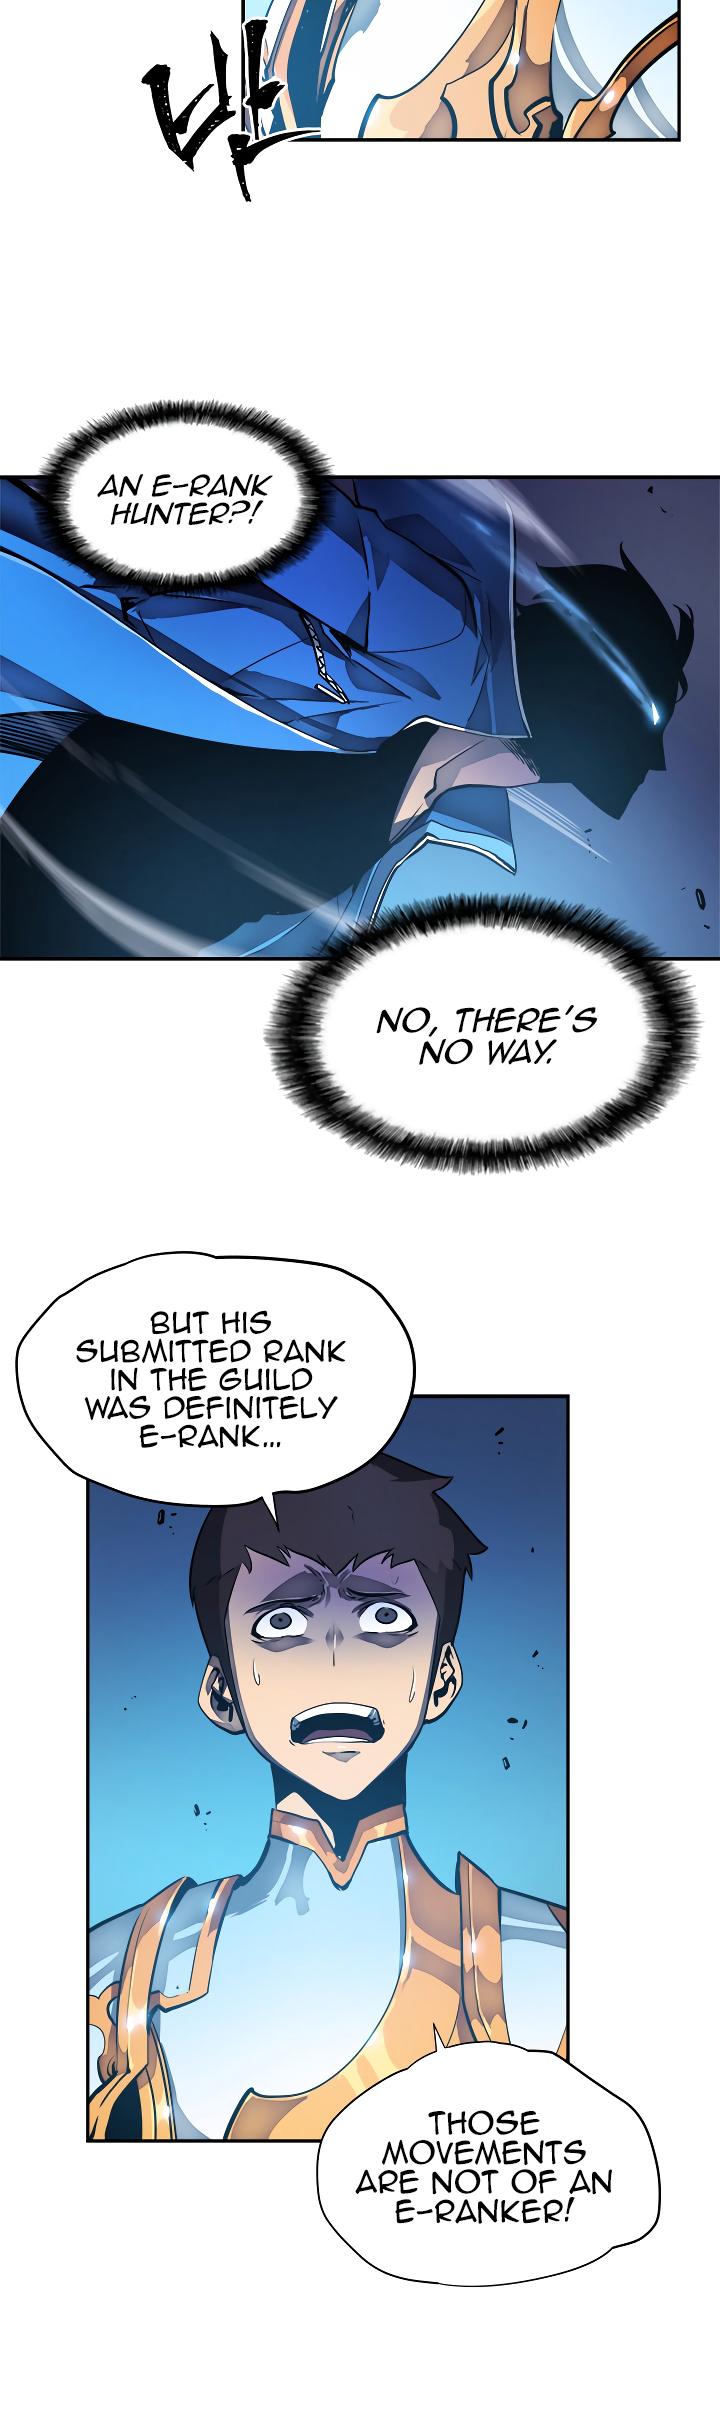 바
AN E-RANK
HUNTER?!
NO, THERE'S
NO WAY.
BUT HIS
SUBMITTED RANK
IN THE GUILD
WAS DEFINITELY
E-RANK...
THOSE
MOVEMENTS
ARE NOT OF AN
E-RANKER!